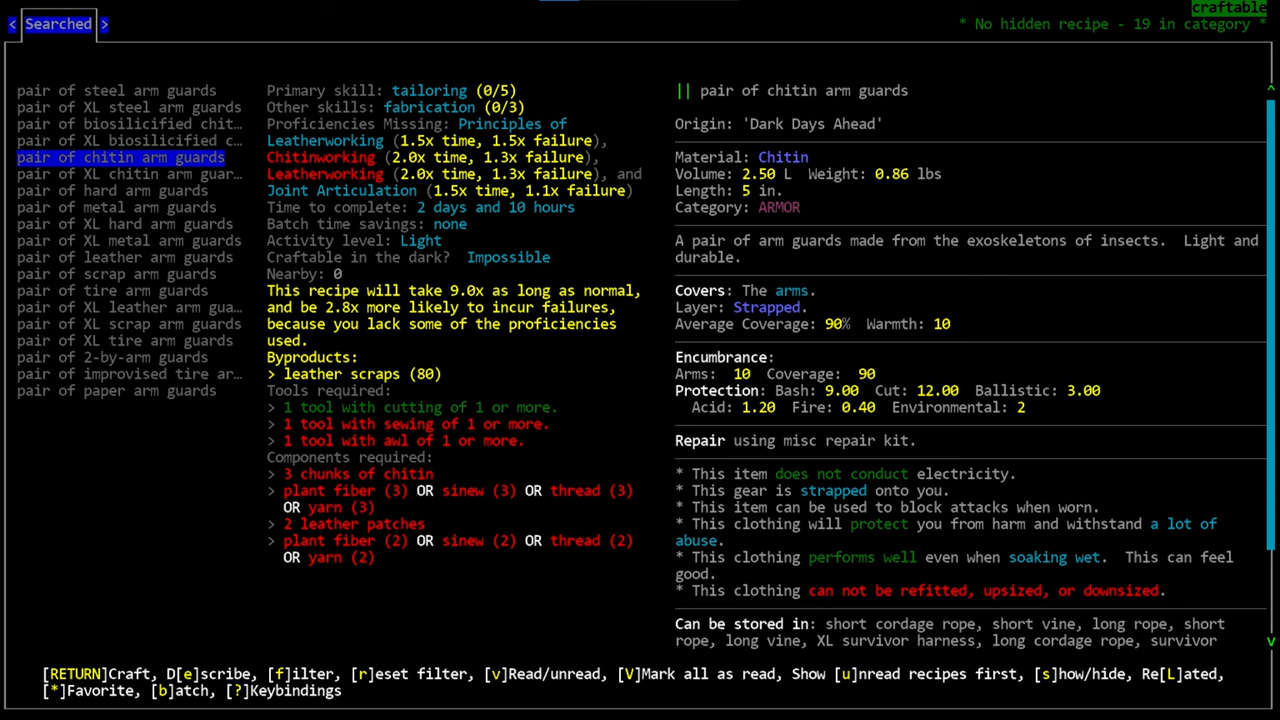 craftable
< Searched >
* No hidden recipe - 19 in category *
pair of steel arm guards
pair of XL steel arm guards
pair of biosilicified chit…
pair of XL biosilicified c…
pair of chitin arm guards
pair of XL chitin arm guar…
pair of hard arm guards
pair of metal arm guards
pair of XL hard arm guards
pair of XL metal arm guards
pair of leather arm guards
pair of scrap arm guards
pair of tire arm guards
pair of XL leather arm gua…
pair of XL scrap arm guards
pair of XL tire arm guards
pair of 2-by-arm guards
pair of improvised tire ar…
pair of paper arm guards
Primary skill: tailoring (0/5)
Other skills: fabrication (0/3)
Proficiencies Missing: Principles of
Leatherworking (1.5x time, 1.5x failure),
Chitinworking (2.0x time, 1.3x failure),
Leatherworking (2.0x time, 1.3x failure), and
Joint Articulation (1.5x time, 1.1x failure)
Time to complete: 2 days and 10 hours
Batch time savings: none
Activity level: Light
Craftable in the dark? Impossible
Nearby: 0
This recipe will take 9.0x as long as normal,
and be 2.8x more likely to incur failures,
because you lack some of the proficiencies
used.
Byproducts:
> leather scraps (80)
Tools required:
> 1 tool with cutting of 1 or more.
> 1 tool with sewing of 1 or more.
> 1 tool with awl of 1 or more.
Components required:
> 3 chunks of chitin
> plant fiber (3) OR sinew (3) OR thread (3)
OR yarn (3)
> 2 leather patches
> plant fiber (2) OR sinew (2) OR thread (2)
OR yarn (2)
|| pair of chitin arm guards
Origin: 'Dark Days Ahead'
Material: Chitin
Volume: 2.50 L Weight: 0.86 lbs
Length: 5 in.
Category: ARMOR
A pair of arm guards made from the exoskeletons of insects. Light and
durable.
Covers: The arms.
Layer: Strapped.
Average Coverage: 90% Warmth: 10
Encumbrance:
Arms: 10 Coverage: 90
Protection: Bash: 9.00 Cut: 12.00 Ballistic: 3.00
Acid: 1.20 Fire: 0.40 Environmental: 2
Repair using misc repair kit.
* This item does not conduct electricity.
* This gear is strapped onto you.
* This item can be used to block attacks when worn.
* This clothing will protect you from harm and withstand a lot of
abuse.
* This clothing performs well even when soaking wet. This can feel
good.
* This clothing can not be refitted, upsized, or downsized.
Can be stored in: short cordage rope, short vine, long rope, short
rope, long vine, XL survivor harness, long cordage rope, survivor
[RETURN]Craft, D[e]scribe, [f]ilter, [r]eset filter, [v]Read/unread, [V]Mark all as read, Show [u]nread recipes first, [s]how/hide, Re[L]ated,
[*]Favorite, [b]atch, [?]Keybindings